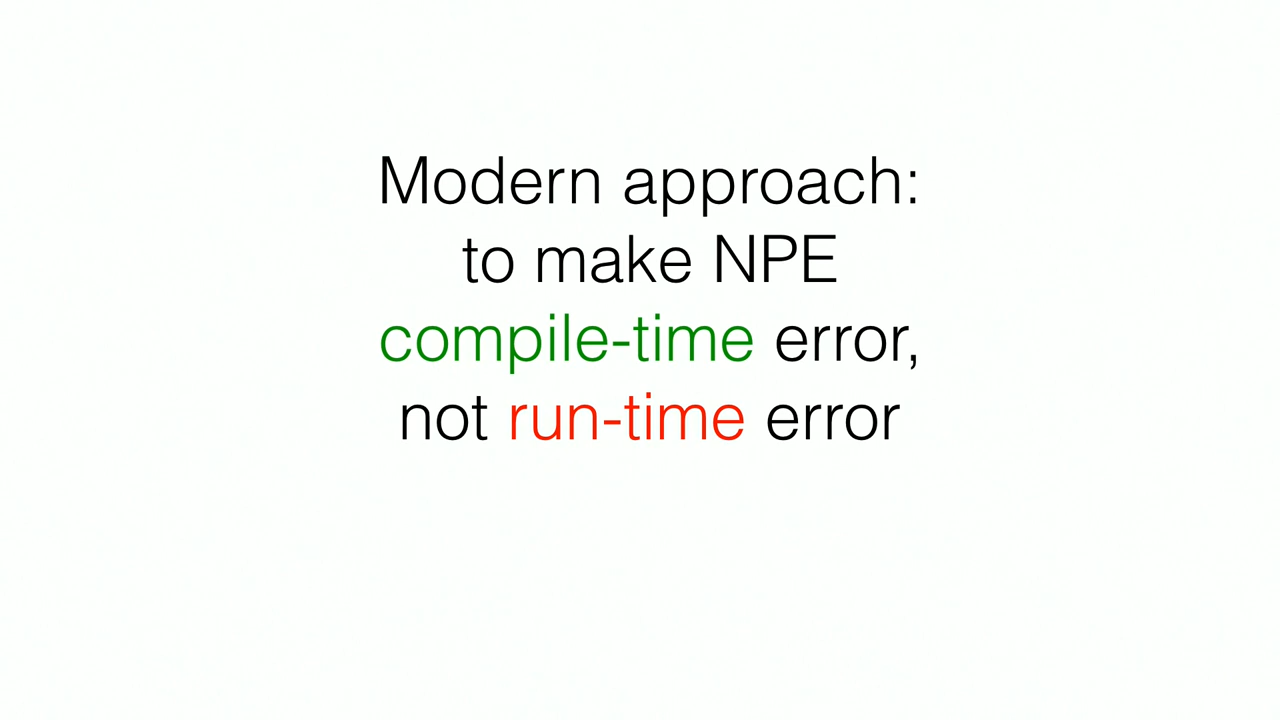 Modern approach:
to make NPE
compile-time error,
not run-time error